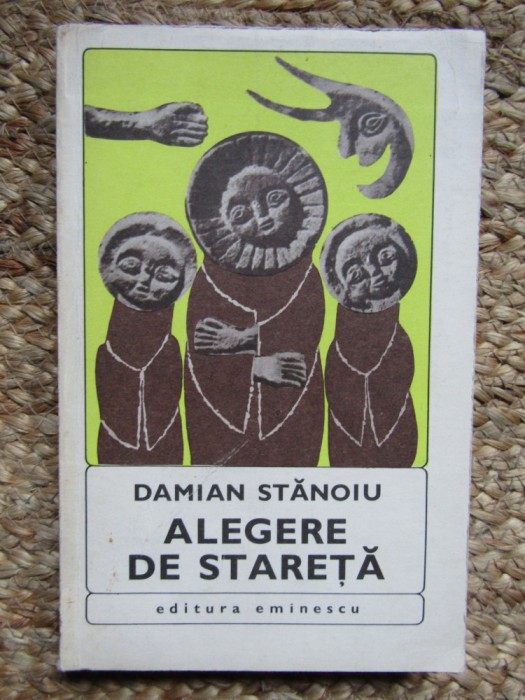 DAMIAN STĂNOIU
ALEGERE
DE STAREȚĂ
editura eminescu